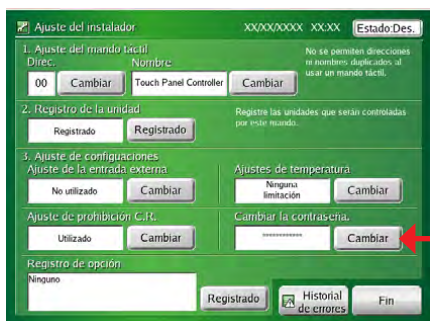 Ajuste del instalador XX/XX/XXXX XX:XX Estado:Des.
1. Ajuste del mando táctil
Direc. Nombre
00 Cambiar Touch Panel Controller Cambiar
No se permiten direcciones
ni nombres duplicados al
usar un mando táctil.
2. Registro de la unidad
Registrado Registrado
Registre las unidades que serán controladas
por este mando.
3. Ajuste de configuaciones
Ajuste de la entrada externa
No utilizado Cambiar
Ajustes de temperatura
Ninguna
limitación
Cambiar
Ajuste de prohibición C.R.
Utilizado Cambiar
Cambiar la contraseña.
************ Cambiar
Registro de opción
Ninguno
Registrado
Historial
de errores
Fin